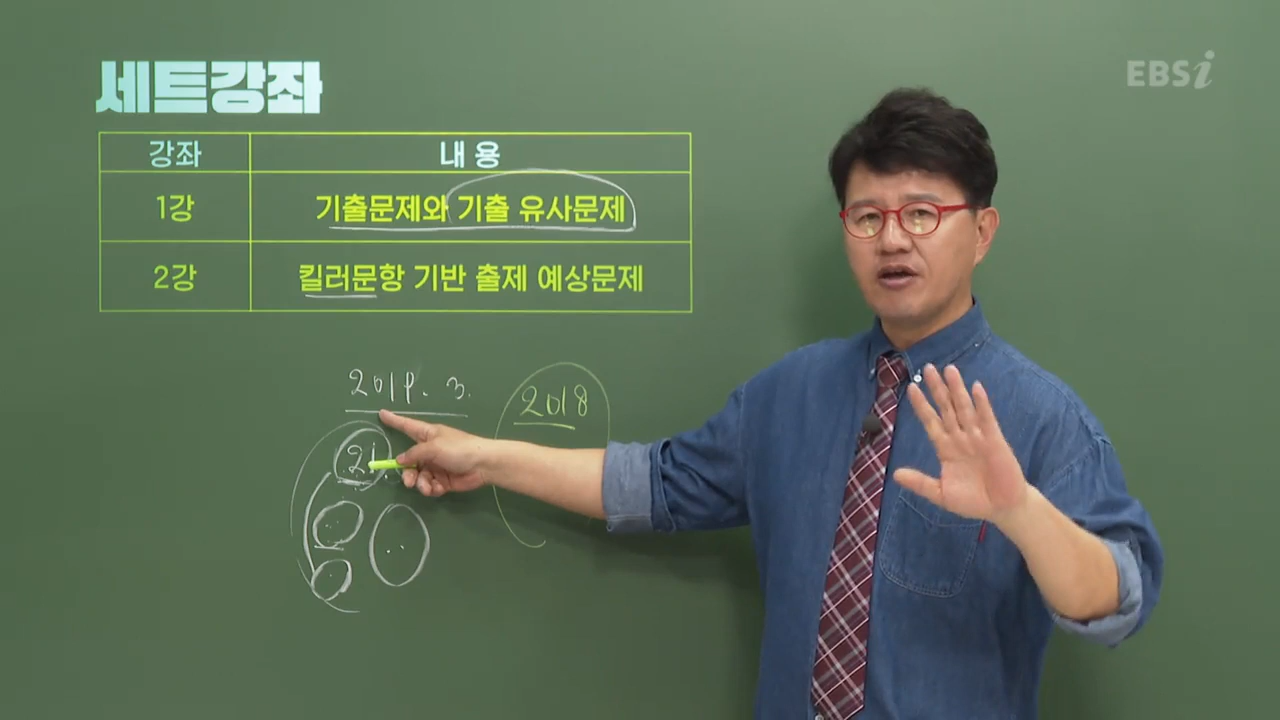 세트강좌
EBSi
강좌 내용
1강 기출문제와 기출 유사문제
2강 킬러문항 기반 출제 예상문제
2019. 3. 2018
21